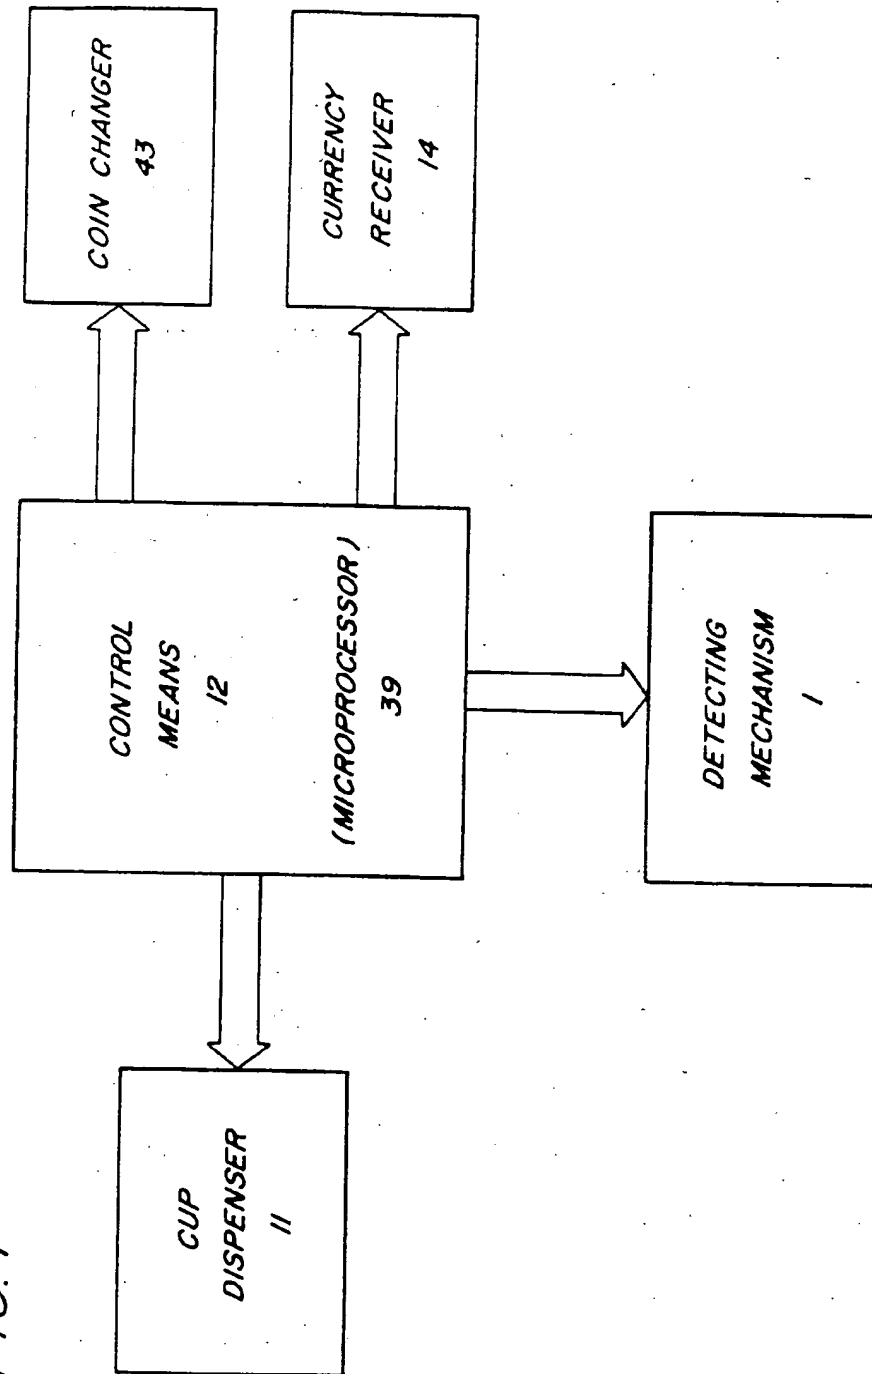 COIN CHANGER
43
CURRENCY
RECEIVER
14
CONTROL
MEANS
12
(MICROPROCESSOR)
39
DETECTING
MECHANISM
1
CUP
DISPENSER
11